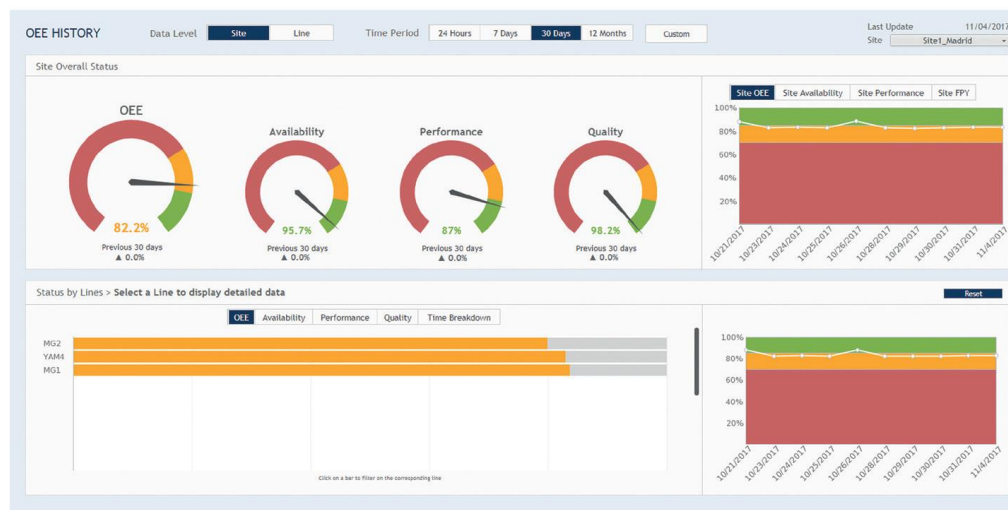 OEE HISTORY
Data Level
Site
Line
Time Period
24 Hours
7 Days
30 Days
12 Months
Custom
Last Update 11/04/2017
Site Site1_Madrid
Site Overall Status
OEE
82.2%
Previous 30 days
▲ 0.0%
Availability
95.7%
Previous 30 days
▲ 0.0%
Performance
87%
Previous 30 days
▲ 0.0%
Quality
98.2%
Previous 30 days
▲ 0.0%
Site OEE
Site Availability
Site Performance
Site FPY
100%
80%
60%
40%
20%
10/21/2017
10/23/2017
10/24/2017
10/25/2017
10/26/2017
10/28/2017
10/29/2017
10/30/2017
10/31/2017
11/4/2017
Status by Lines > Select a Line to display detailed data
Reset
OEE
Availability
Performance
Quality
Time Breakdown
MG2
YAM4
MG1
Click on a bar to filter on the corresponding line
100%
80%
60%
40%
20%
10/21/2017
10/23/2017
10/24/2017
10/25/2017
10/26/2017
10/28/2017
10/29/2017
10/30/2017
10/31/2017
11/4/2017